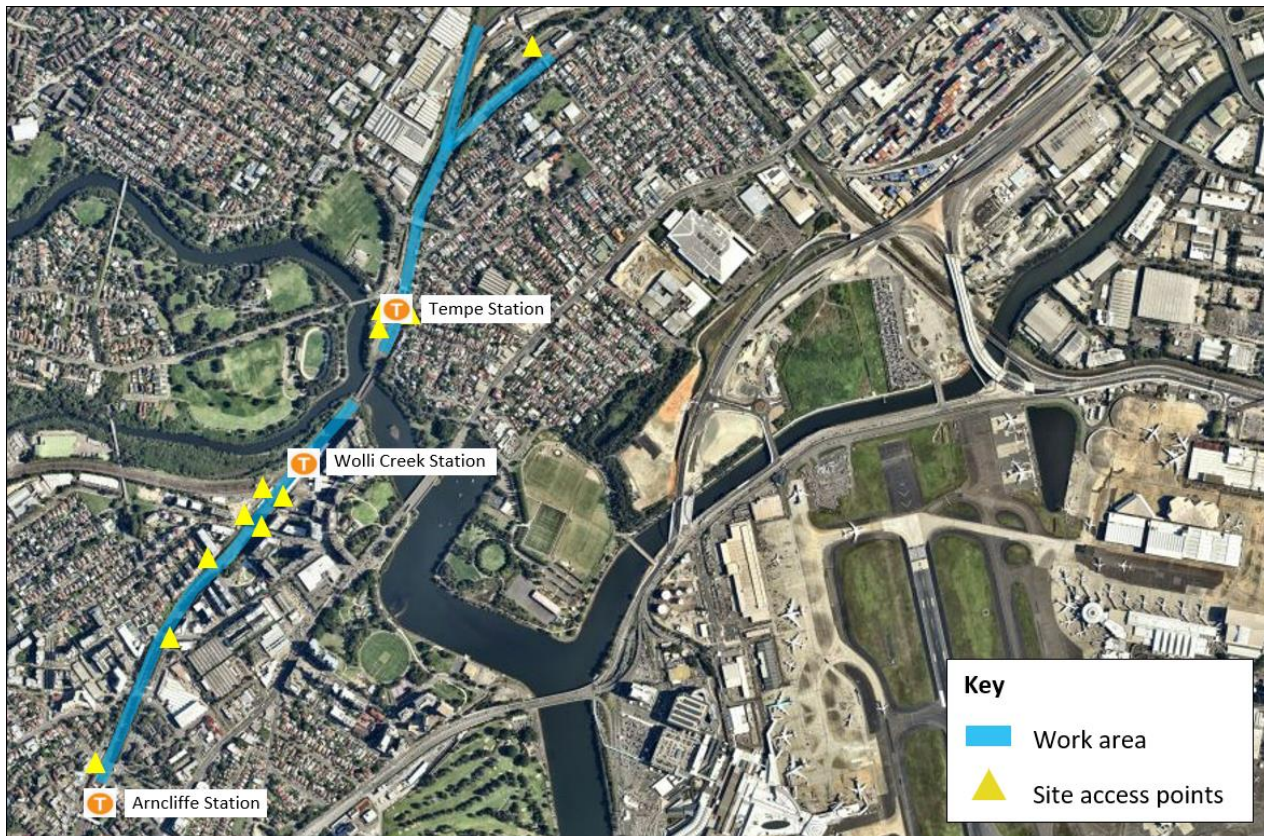 T Tempe Station
T Wolli Creek Station
T Arncliffe Station
Key
Work area
Site access points